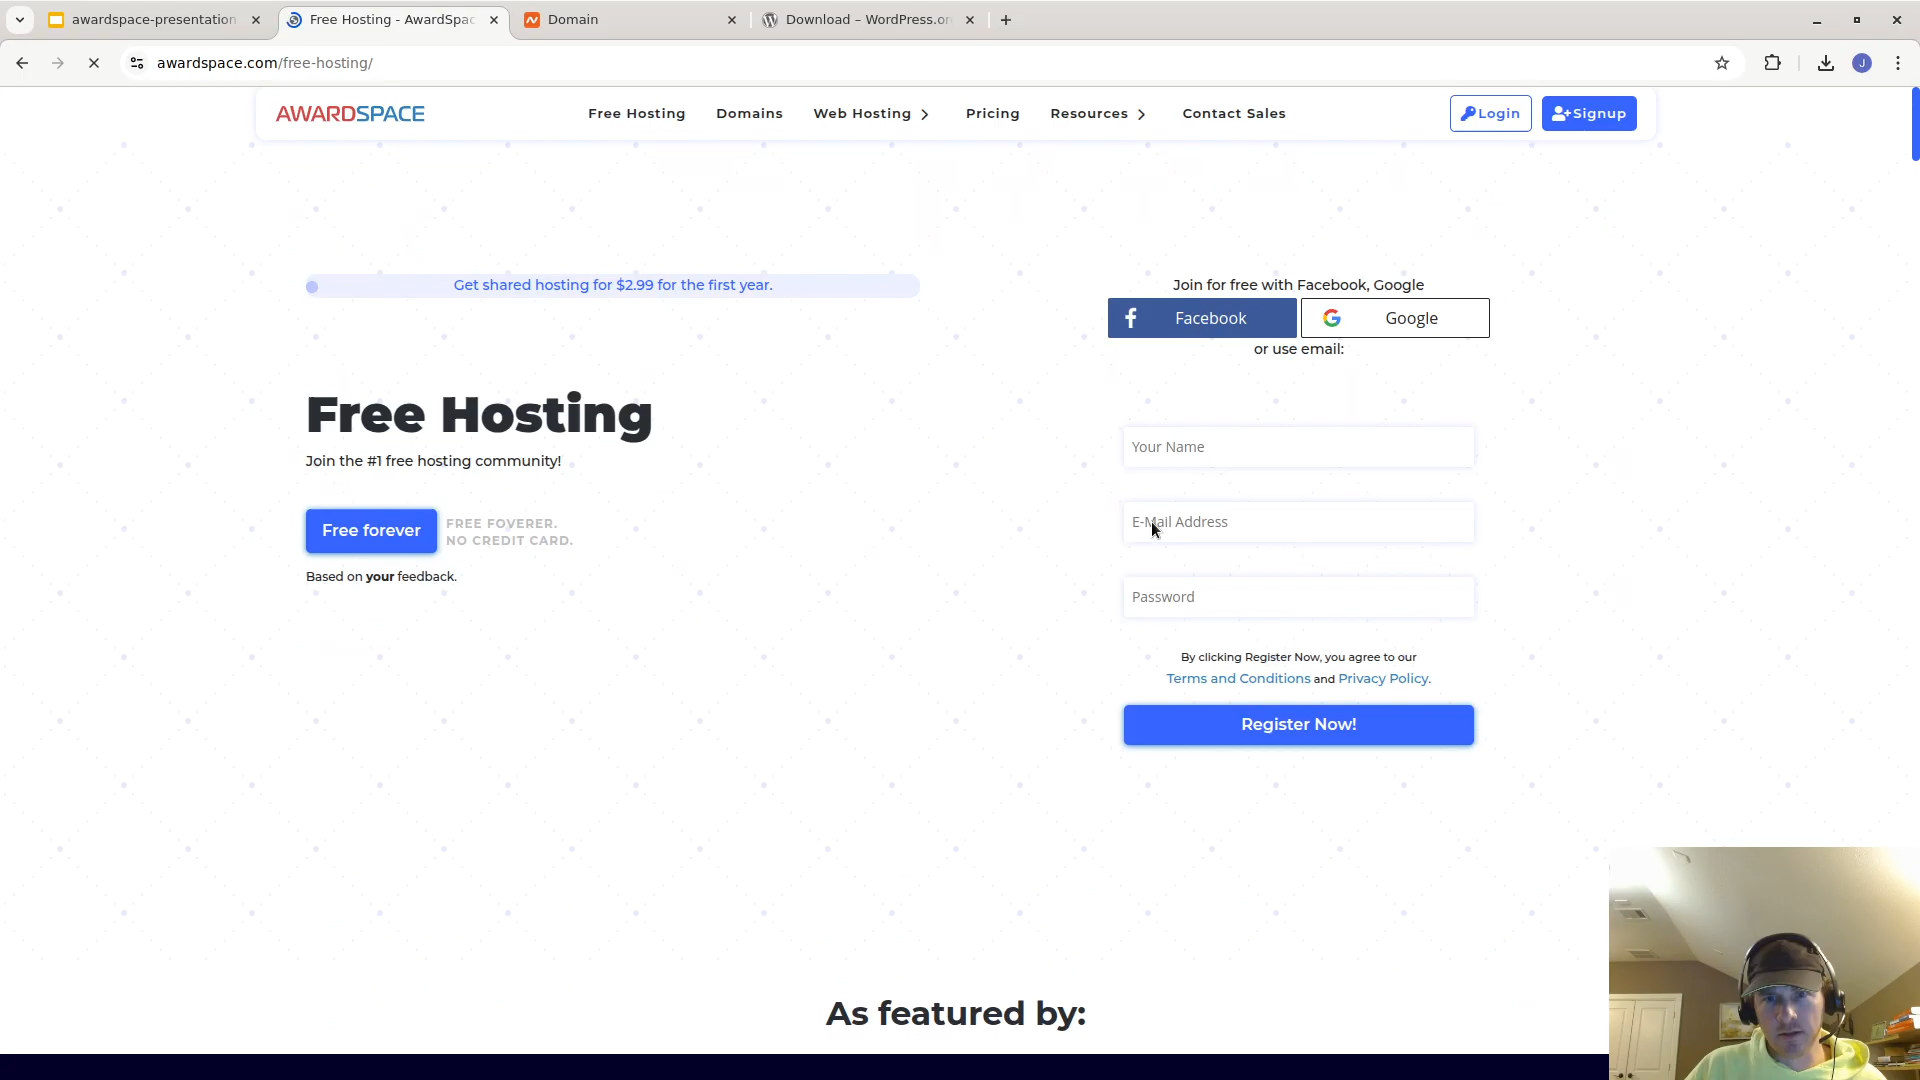 awardspace-presentation
Free Hosting - AwardSpac
Domain
Download – WordPress.or
awardspace.com/free-hosting/
J
AWARDSPACE
Free Hosting
Domains
Web Hosting
Pricing
Resources
Contact Sales
Login
Signup
Get shared hosting for $2.99 for the first year.
Free Hosting
Join the #1 free hosting community!
Free forever
FREE FOVERER.
NO CREDIT CARD.
Based on your feedback.
Join for free with Facebook, Google
Facebook
Google
or use email:
Your Name
E-Mail Address
Password
By clicking Register Now, you agree to our
Terms and Conditions and Privacy Policy.
Register Now!
As featured by: